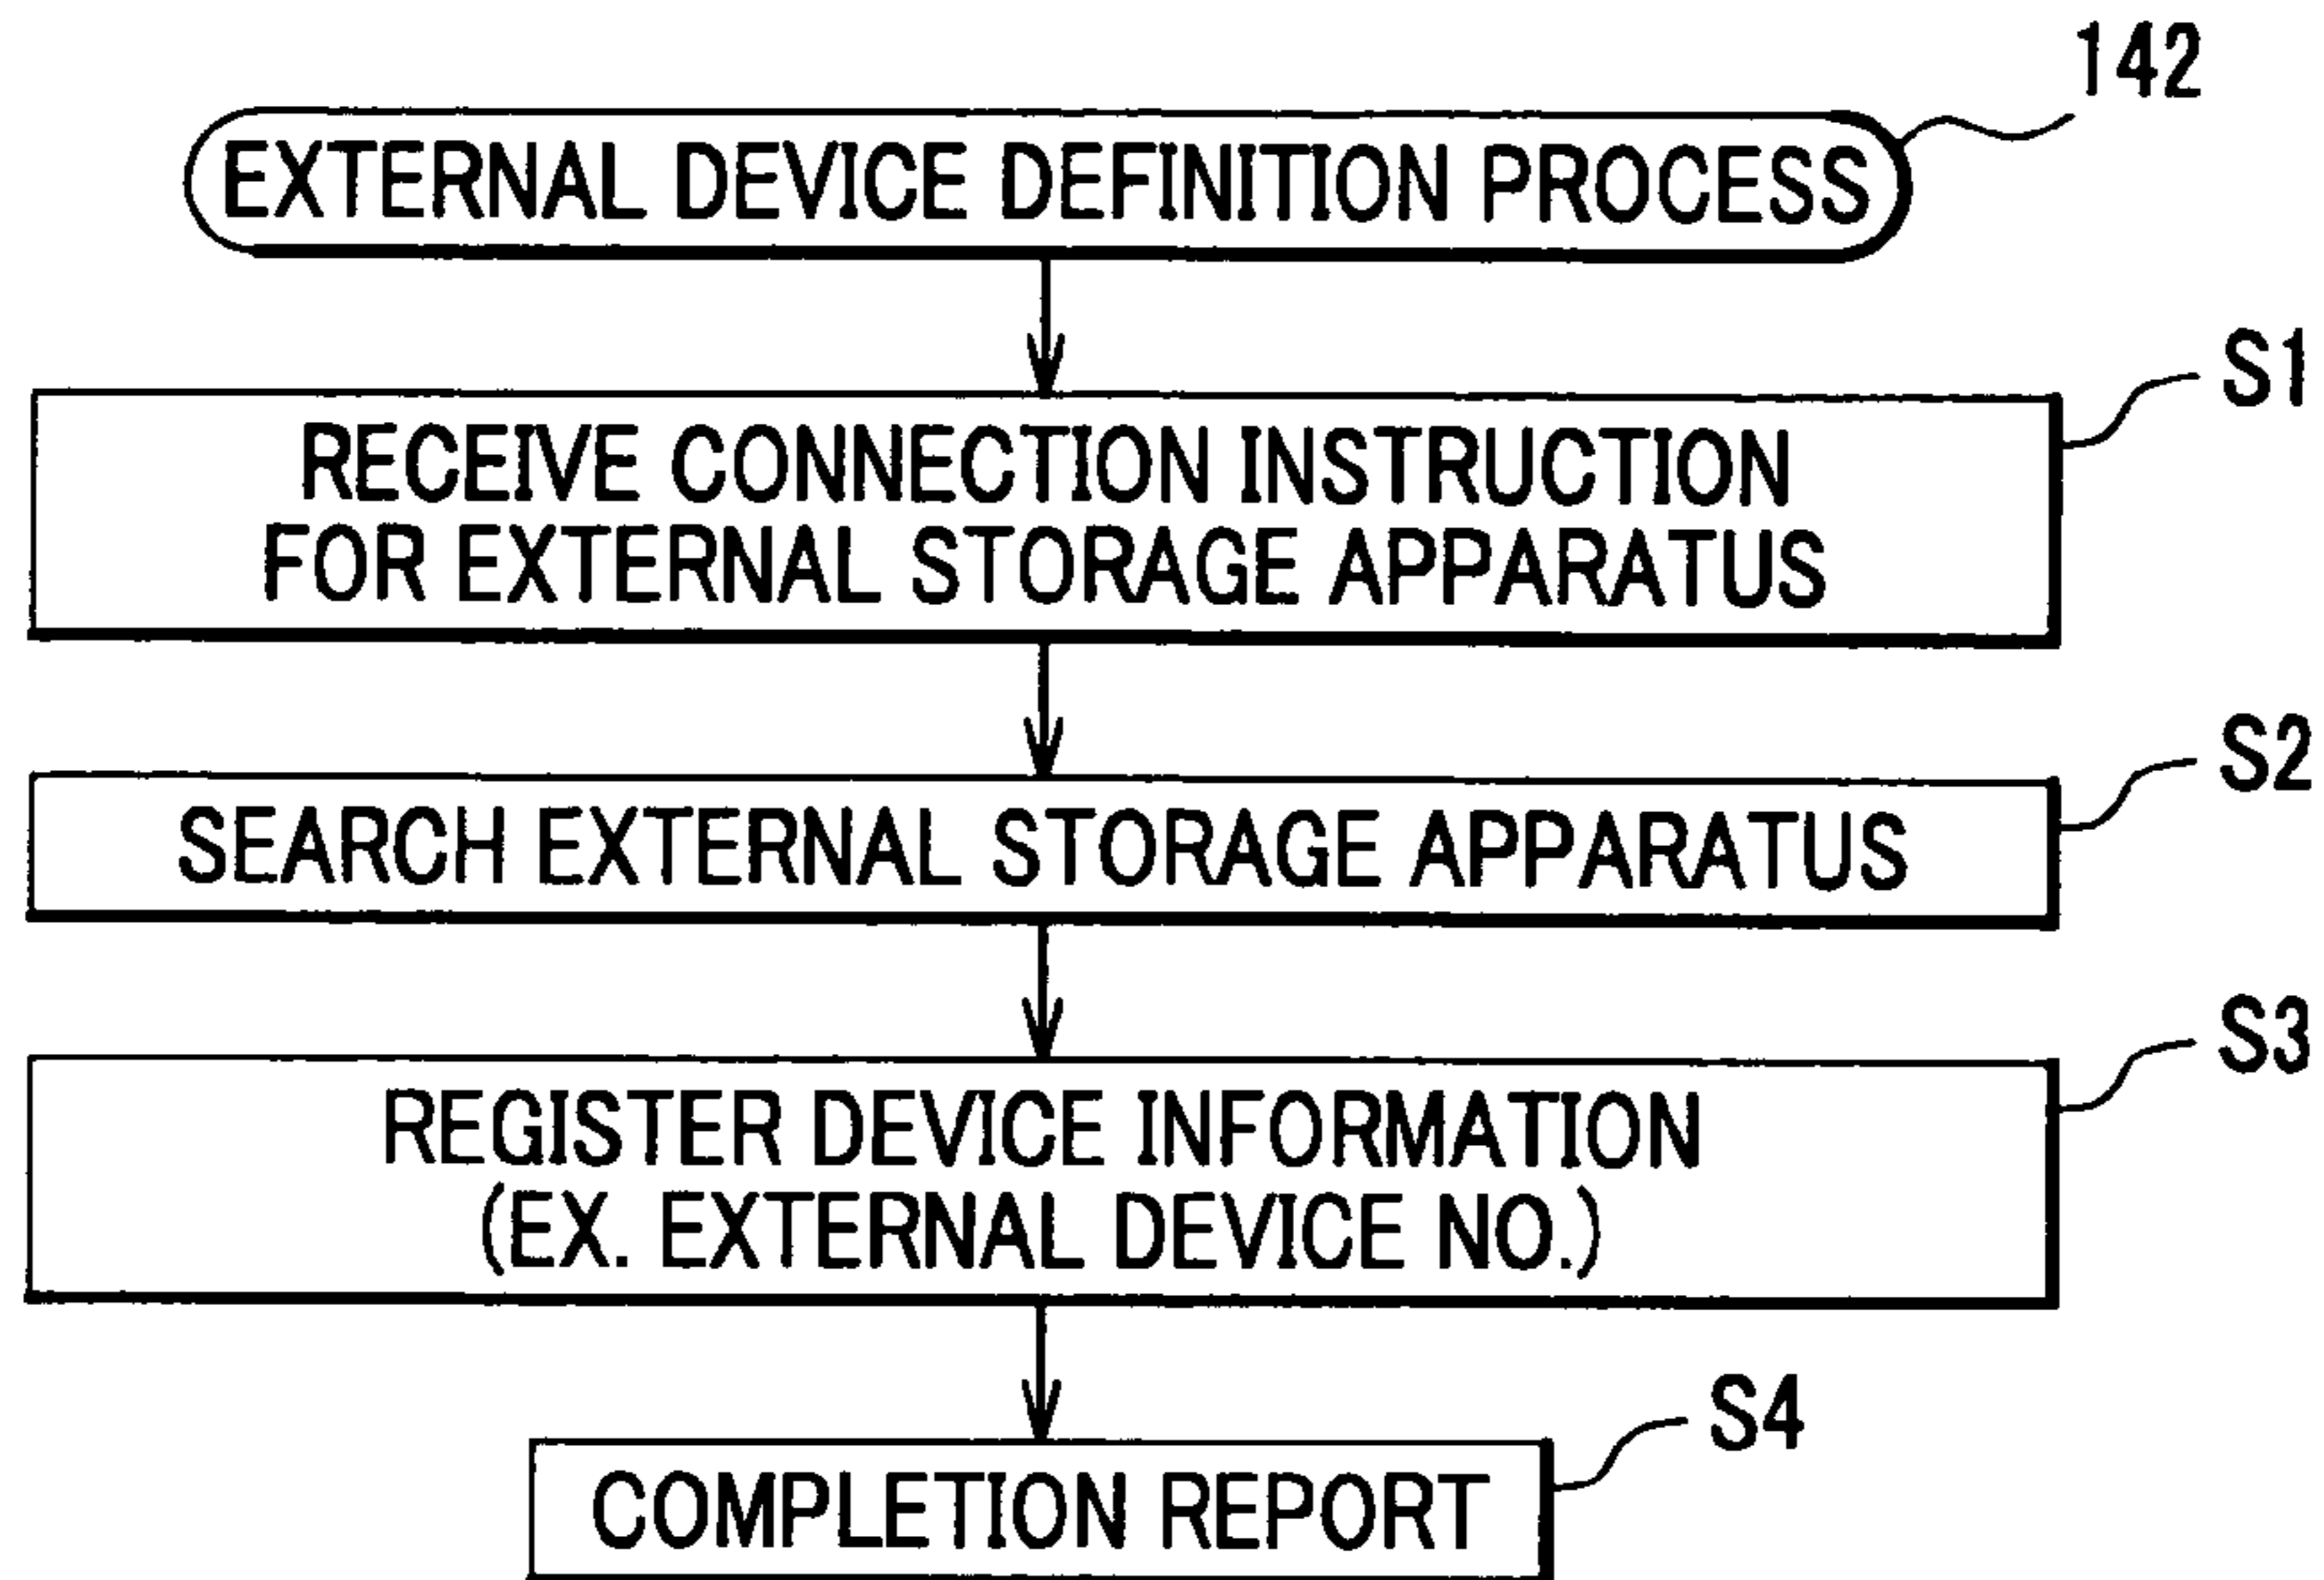 142
EXTERNAL DEVICE DEFINITION PROCESS
S1
RECEIVE CONNECTION INSTRUCTION
FOR EXTERNAL STORAGE APPARATUS
S2
SEARCH EXTERNAL STORAGE APPARATUS
S3
REGISTER DEVICE INFORMATION
(EX. EXTERNAL DEVICE NO.)
S4
COMPLETION REPORT